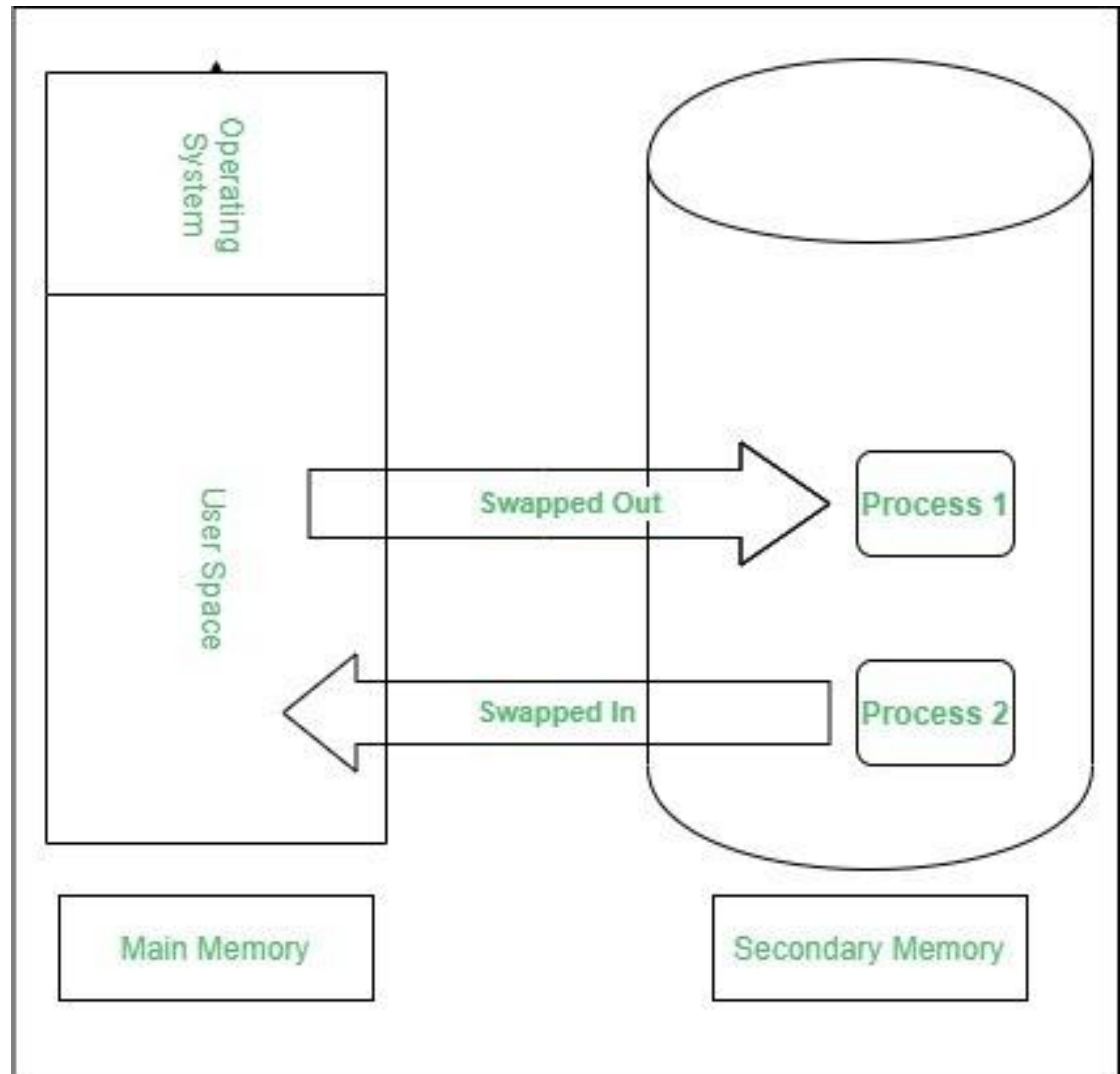 Operating
System
User Space
Swapped Out
Process 1
Swapped In
Process 2
Main Memory
Secondary Memory